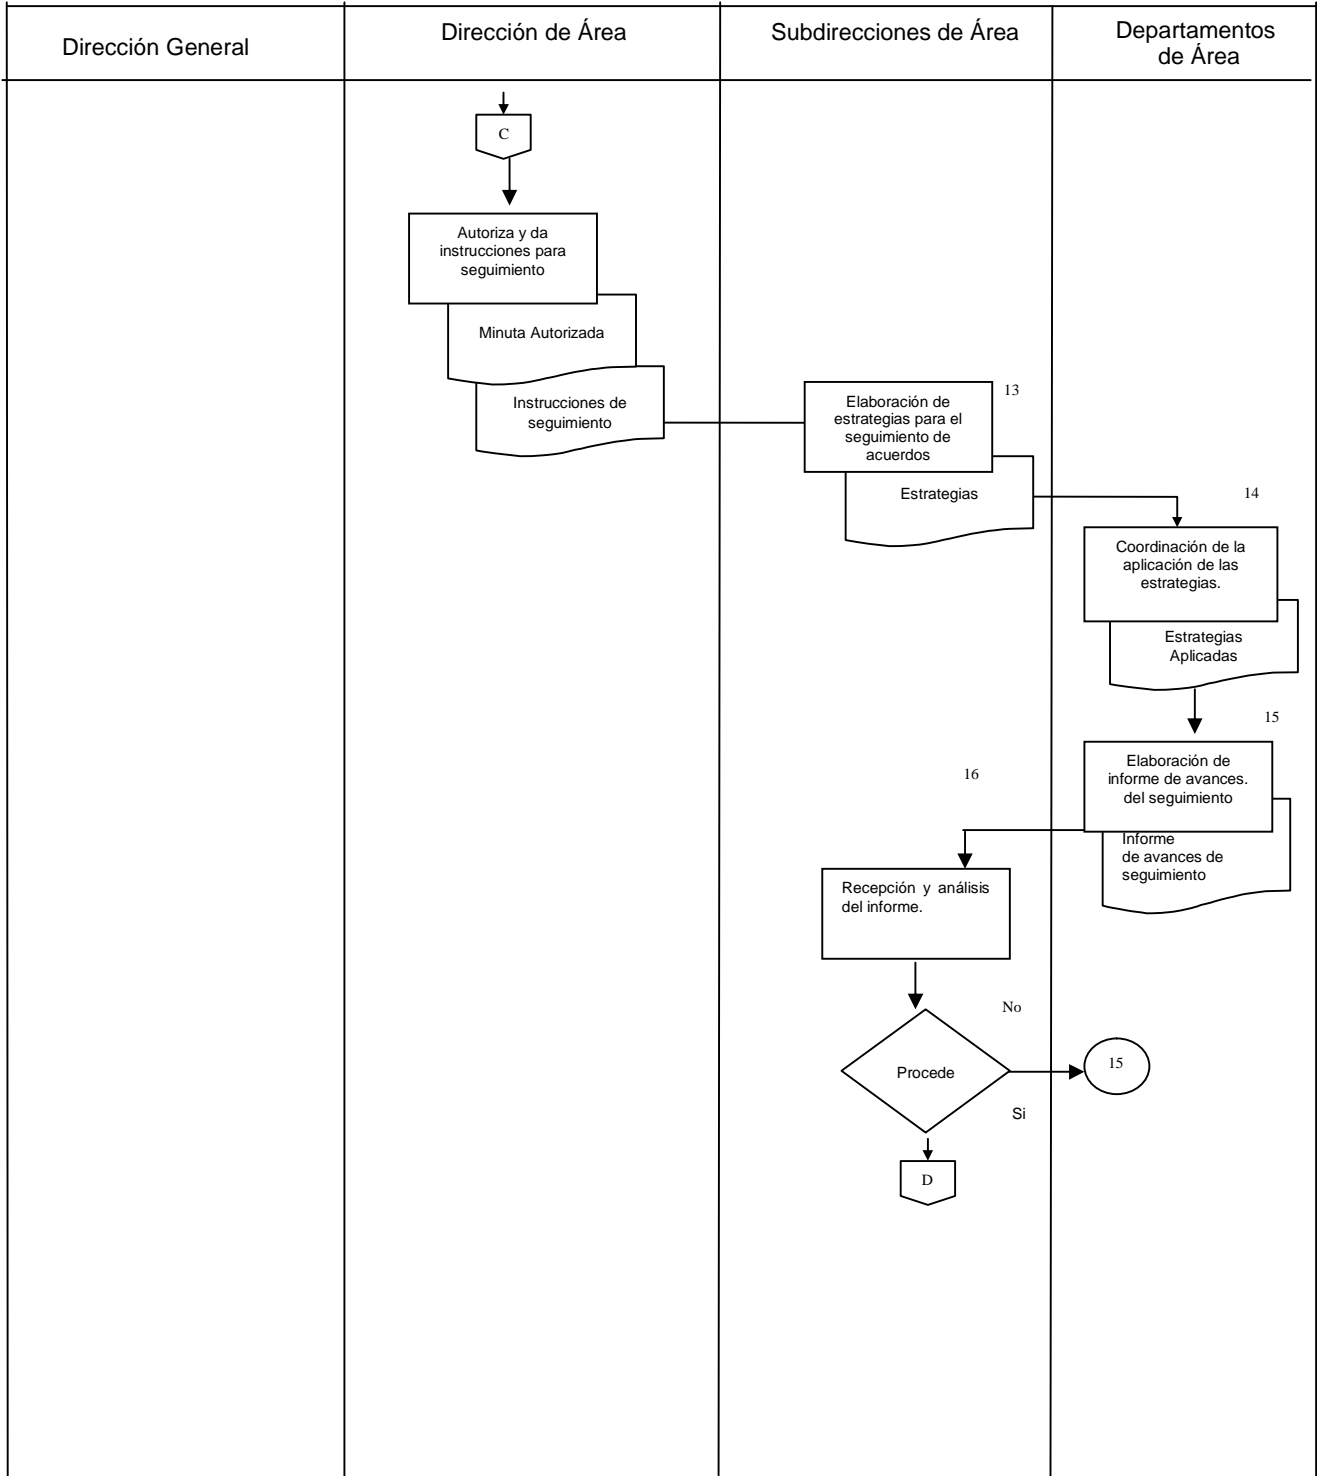 Dirección General
Dirección de Área
Subdirecciones de Área
Departamentos
de Área
C
Autoriza y da
instrucciones para
seguimiento
Minuta Autorizada
Instrucciones de
seguimiento
13
Elaboración de
estrategias para el
seguimiento de
acuerdos
Estrategias
14
Coordinación de la
aplicación de las
estrategias.
Estrategias
Aplicadas
15
Elaboración de
informe de avances.
del seguimiento
Informe
de avances de
seguimiento
16
Recepción y análisis
del informe.
No
Procede
15
Si
D